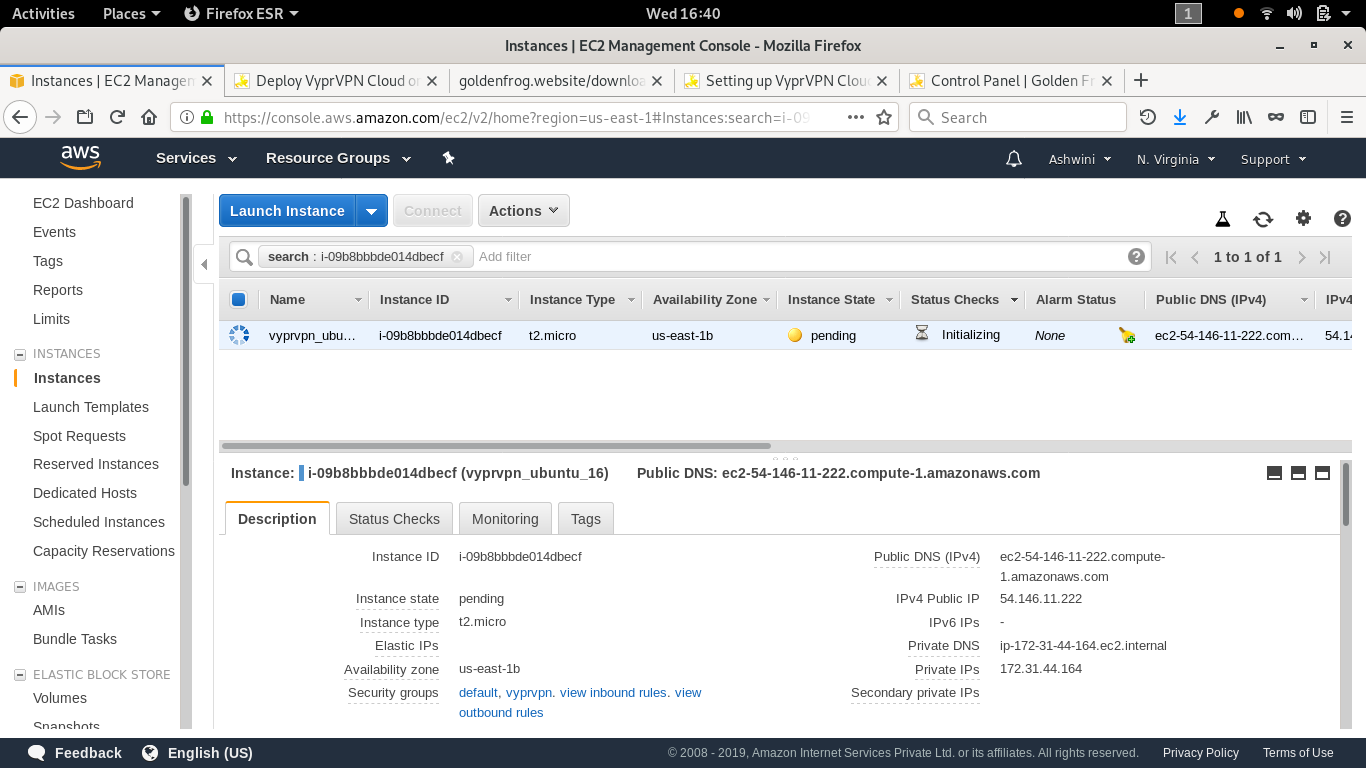 Activities Places Firefox ESR Wed 16:40 1
Instances | EC2 Management Console - Mozilla Firefox
Instances | EC2 Managem Deploy VyprVPN Cloud on goldenfrog.website/downloa Setting up VyprVPN Cloud Control Panel | Golden Fr
https://console.aws.amazon.com/ec2/v2/home?region=us-east-1#Instances:search=i-09 Search
aws Services Resource Groups Ashwini N. Virginia Support
EC2 Dashboard
Events
Tags
Reports
Limits
INSTANCES
Instances
Launch Templates
Spot Requests
Reserved Instances
Dedicated Hosts
Scheduled Instances
Capacity Reservations
IMAGES
AMIs
Bundle Tasks
ELASTIC BLOCK STORE
Volumes
Snapshots
Launch Instance Connect Actions
search : i-09b8bbbde014dbecf Add filter 1 to 1 of 1
Name Instance ID Instance Type Availability Zone Instance State Status Checks Alarm Status Public DNS (IPv4) IPv4
vyprvpn_ubu… i-09b8bbbde014dbecf t2.micro us-east-1b pending Initializing None ec2-54-146-11-222.com… 54.14
Instance: i-09b8bbbde014dbecf (vyprvpn_ubuntu_16) Public DNS: ec2-54-146-11-222.compute-1.amazonaws.com
Description Status Checks Monitoring Tags
Instance ID i-09b8bbbde014dbecf Public DNS (IPv4) ec2-54-146-11-222.compute-
1.amazonaws.com
Instance state pending IPv4 Public IP 54.146.11.222
Instance type t2.micro IPv6 IPs -
Elastic IPs Private DNS ip-172-31-44-164.ec2.internal
Availability zone us-east-1b Private IPs 172.31.44.164
Security groups default, vyprvpn. view inbound rules. view Secondary private IPs
outbound rules
Feedback English (US) © 2008 - 2019, Amazon Internet Services Private Ltd. or its affiliates. All rights reserved. Privacy Policy Terms of Use